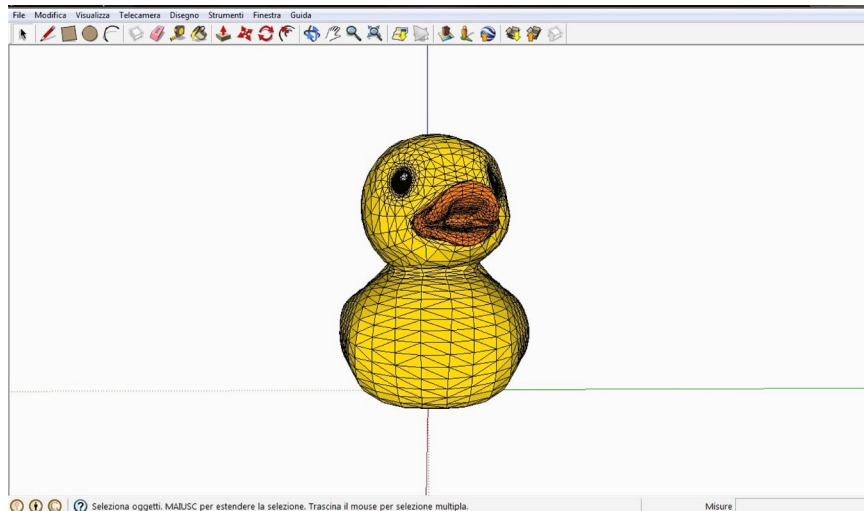 File Modifica Visualizza Telecamera Disegno Strumenti Finestra Guida
Seleziona oggetti. MAIUSC per estendere la selezione. Trascina il mouse per selezione multipla.
Misure